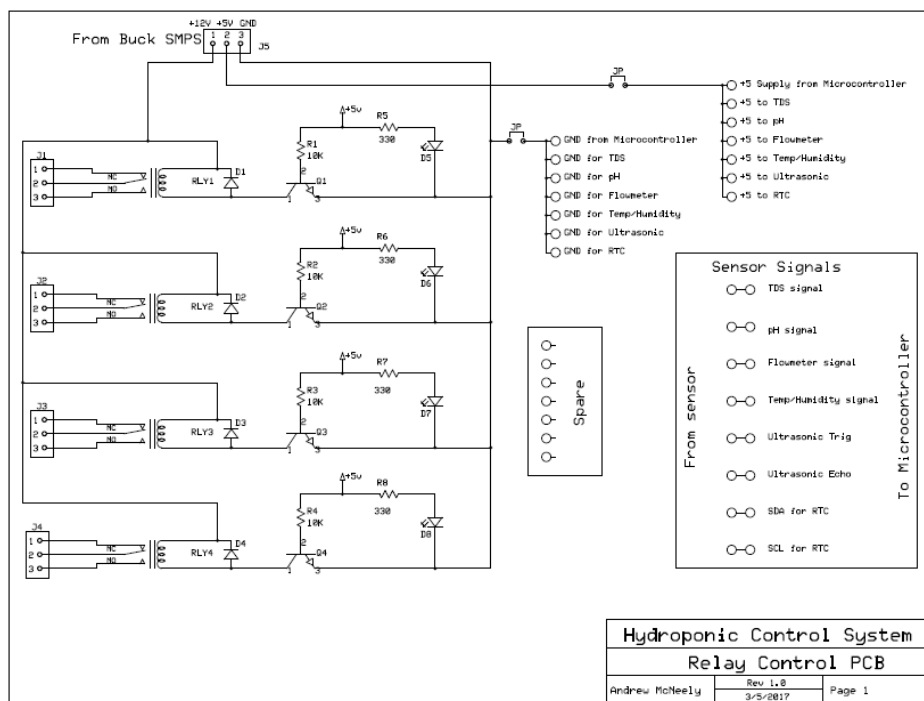 +12V +5V GND
From Buck SMPS
1 2 3
J5
JP
+5 Supply from Microcontroller
+5 to TDS
+5 to pH
+5 to Flowmeter
+5 to Temp/Humidity
+5 to Ultrasonic
+5 to RTC
JP
GND from Microcontroller
GND for TDS
GND for pH
GND for Flowmeter
GND for Temp/Humidity
GND for Ultrasonic
GND for RTC
J1
1
2
3
NC
NO
RLY1
D1
+5v
R1
10K
R5
330
D5
2
Q1
1
3
J2
1
2
3
NC
NO
RLY2
D2
+5v
R2
10K
R6
330
D6
2
Q2
1
3
J3
1
2
3
NC
NO
RLY3
D3
+5v
R3
10K
R7
330
D7
2
Q3
1
3
J4
1
2
3
NC
NO
RLY4
D4
+5v
R4
10K
R8
330
D8
2
Q4
1
3
Spare
Sensor Signals
From sensor
To Microcontroller
TDS signal
pH signal
Flowmeter signal
Temp/Humidity signal
Ultrasonic Trig
Ultrasonic Echo
SDA for RTC
SCL for RTC
Hydroponic Control System
Relay Control PCB
Andrew McNeely
Rev 1.0
3/5/2017
Page 1